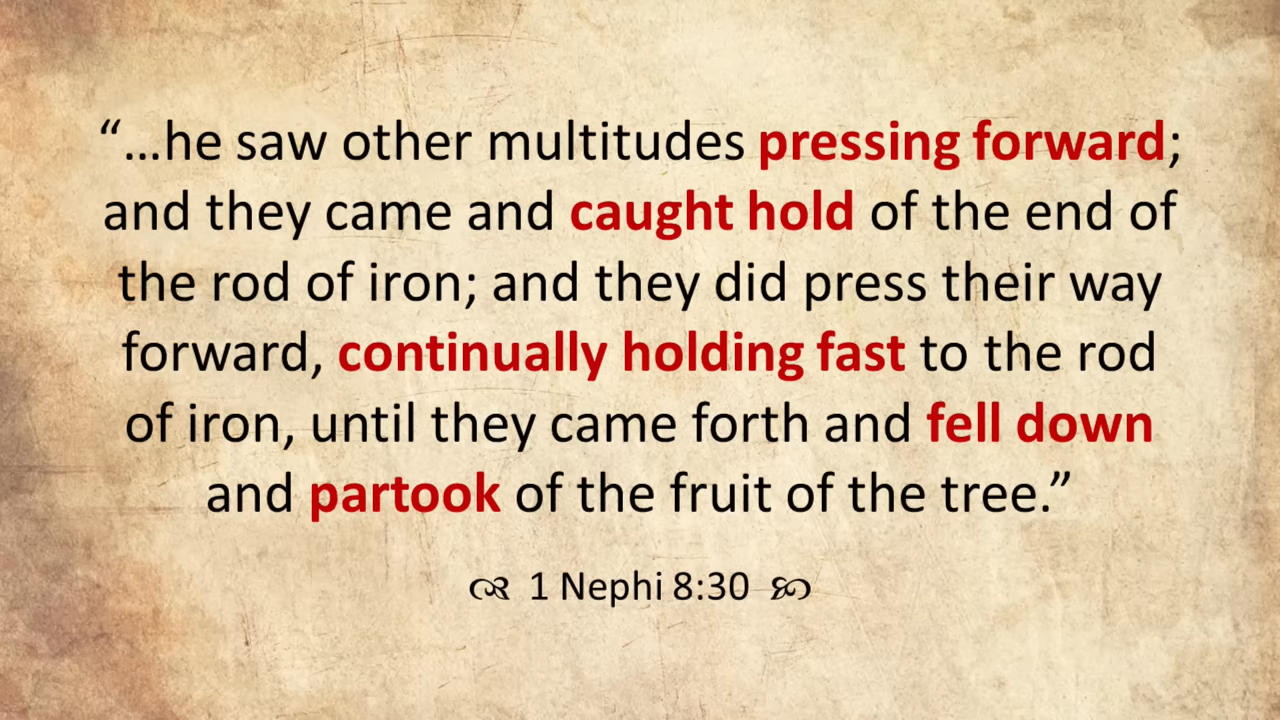 “…he saw other multitudes pressing forward;
and they came and caught hold of the end of
the rod of iron; and they did press their way
forward, continually holding fast to the rod
of iron, until they came forth and fell down
and partook of the fruit of the tree.”
1 Nephi 8:30